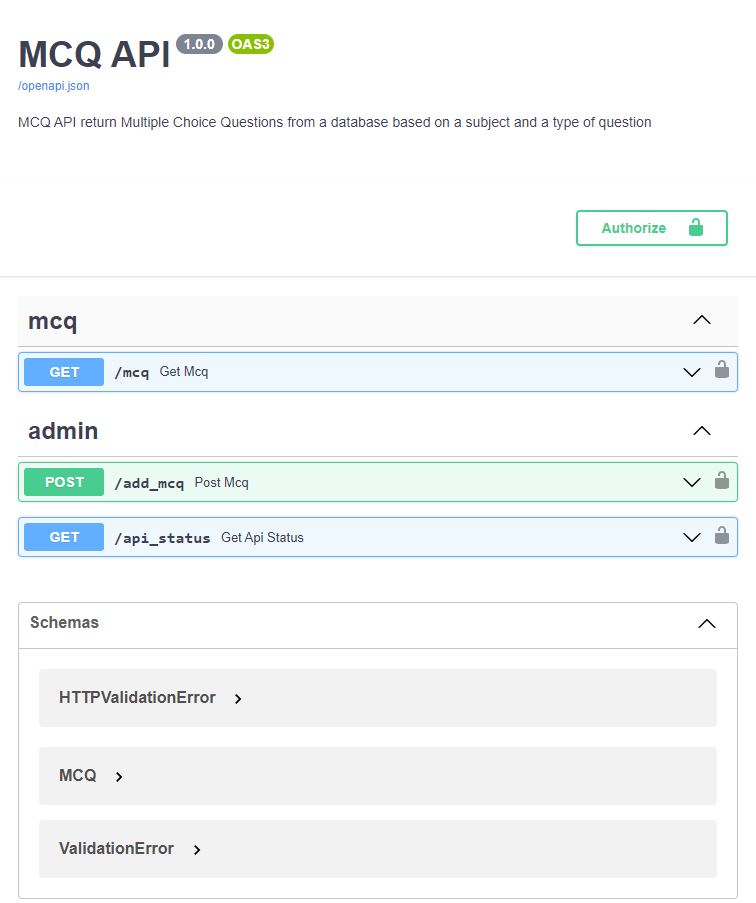 MCQ API 1.0.0 OAS3
/openapi.json
MCQ API return Multiple Choice Questions from a database based on a subject and a type of question
Authorize
mcq
GET /mcq Get Mcq
admin
POST /add_mcq Post Mcq
GET /api_status Get Api Status
Schemas
HTTPValidationError
MCQ
ValidationError